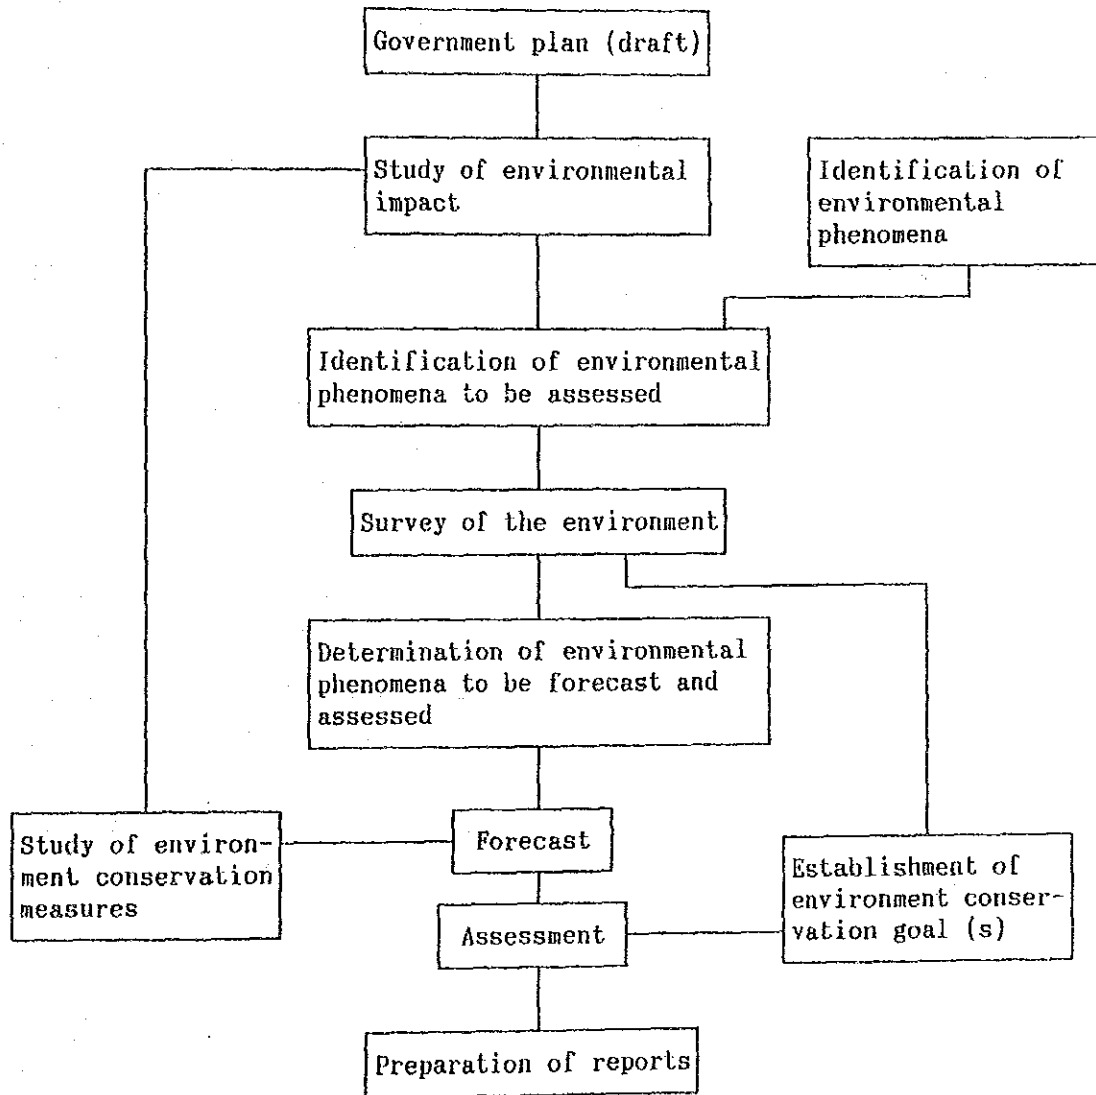 Government plan (draft)
Study of environmental
impact
Identification of
environmental
phenomena
Identification of environmental
phenomena to be assessed
Survey of the environment
Determination of environmental
phenomena to be forecast and
assessed
Study of environ-
ment conservation
measures
Forecast
Establishment of
environment conser-
vation goal (s)
Assessment
Preparation of reports